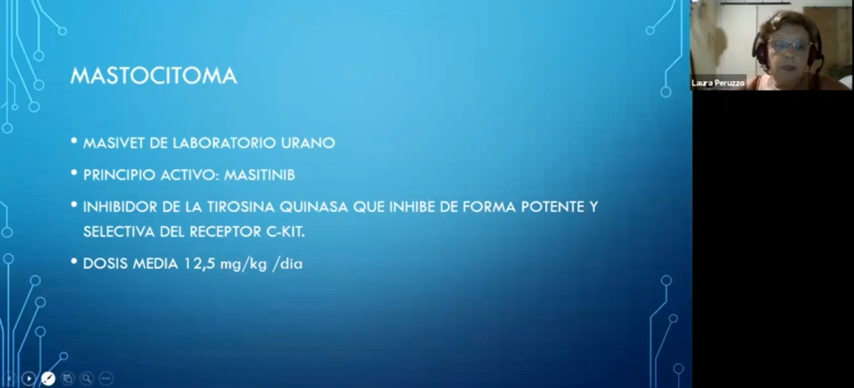 MASTOCITOMA
• MASIVET DE LABORATORIO URANO
• PRINCIPIO ACTIVO: MASITINIB
• INHIBIDOR DE LA TIROSINA QUINASA QUE INHIBE DE FORMA POTENTE Y
SELECTIVA DEL RECEPTOR C-KIT.
• DOSIS MEDIA 12,5 mg/kg /dia
Laura Peruzzo